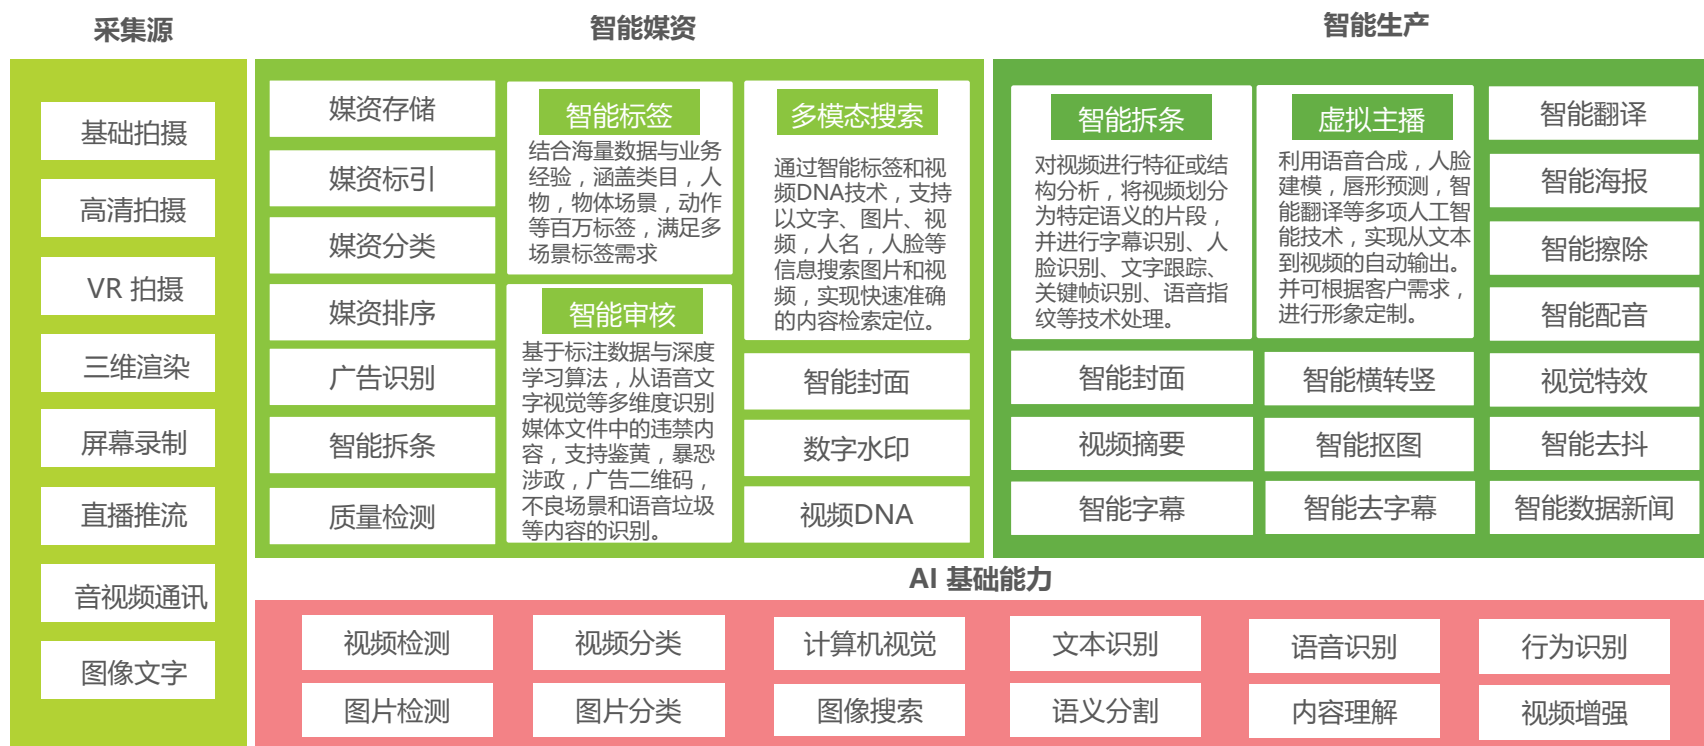 采集源
基础拍摄
高清拍摄
VR 拍摄
三维渲染
屏幕录制
直播推流
音视频通讯
图像文字
智能媒资
媒资存储
媒资标引
媒资分类
媒资排序
广告识别
智能拆条
质量检测
智能标签
结合海量数据与业务
经验，涵盖类目，人
物，物体场景，动作
等百万标签，满足多
场景标签需求
智能审核
基于标注数据与深度
学习算法，从语音文
字视觉等多维度识别
媒体文件中的违禁内
容，支持鉴黄，暴恐
涉政，广告二维码，
不良场景和语音垃圾
等内容的识别。
多模态搜索
通过智能标签和视
频DNA技术，支持
以文字、图片、视
频，人名，人脸等
信息搜索图片和视
频，实现快速准确
的内容检索定位。
智能封面
数字水印
视频DNA
智能生产
智能拆条
对视频进行特征或结
构分析，将视频划分
为特定语义的片段，
并进行字幕识别、人
脸识别、文字跟踪、
关键帧识别、语音指
纹等技术处理。
智能封面
视频摘要
智能字幕
虚拟主播
利用语音合成，人脸
建模，唇形预测，智
能翻译等多项人工智
能技术，实现从文本
到视频的自动输出。
并可根据客户需求，
进行形象定制。
智能横转竖
智能抠图
智能去字幕
智能翻译
智能海报
智能擦除
智能配音
视觉特效
智能去抖
智能数据新闻
AI 基础能力
视频检测
视频分类
计算机视觉
文本识别
语音识别
行为识别
图片检测
图片分类
图像搜索
语义分割
内容理解
视频增强